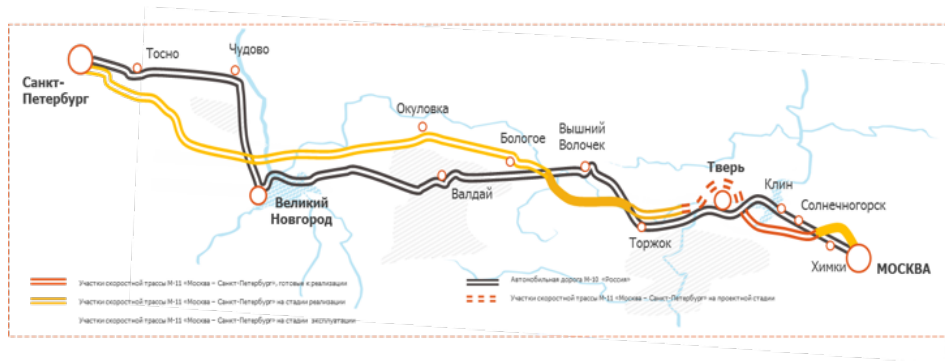 Тосно
Чудово
Санкт-
Петербург
Окуловка
Бологое
Вышний
Волочек
Тверь
Клин
Солнечногорск
Валдай
Великий
Новгород
Торжок
Химки
МОСКВА
Участки скоростной трассы М-11 «Москва – Санкт-Петербург», готовые к реализации
Автомобильная дорога М-10 «Россия»
Участки скоростной трассы М-11 «Москва – Санкт-Петербург» на стадии реализации
Участки скоростной трассы М-11 «Москва – Санкт-Петербург» на проектной стадии
Участки скоростной трассы М-11 «Москва – Санкт-Петербург» на стадии эксплуатации